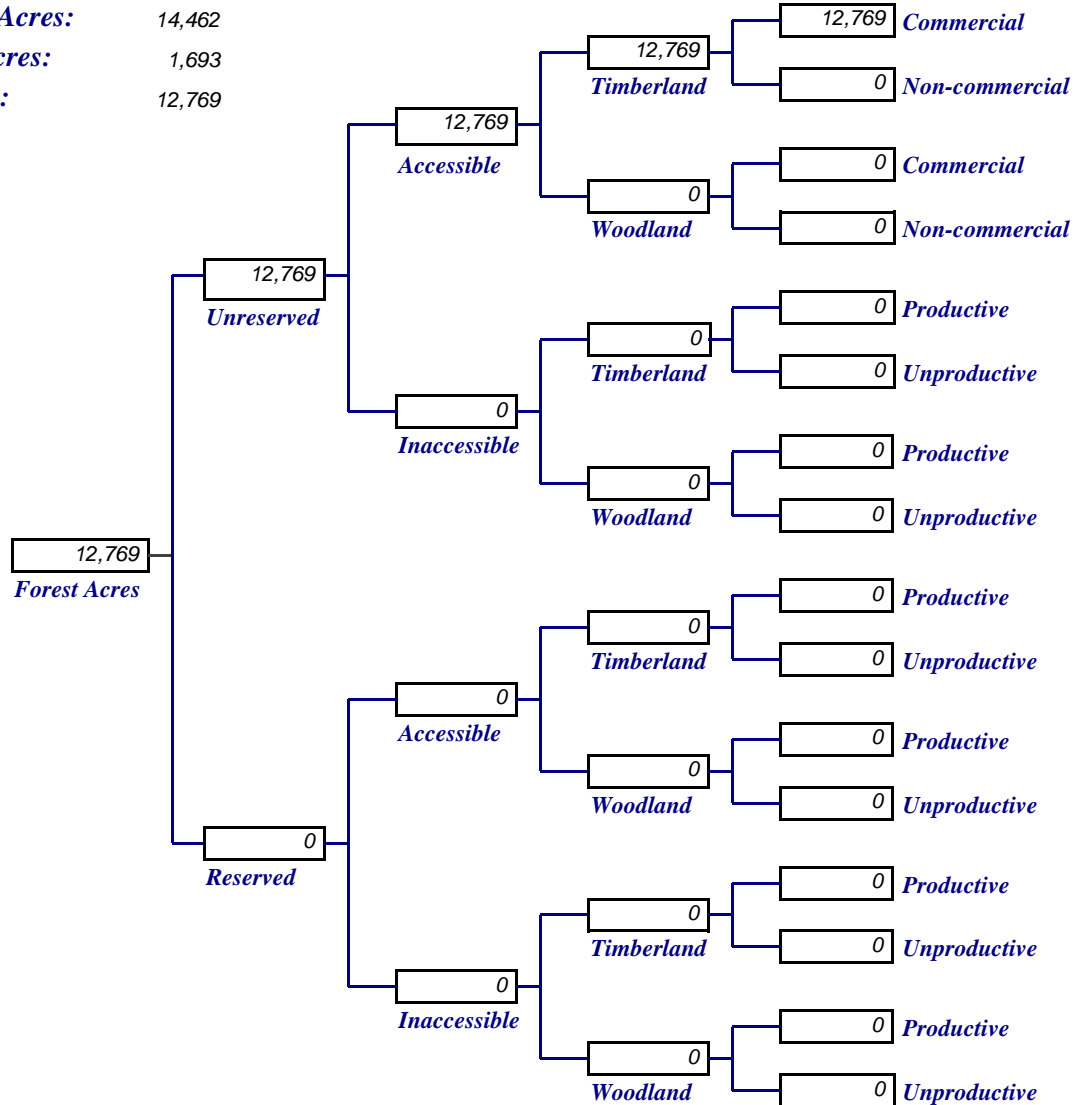 Acres: 14,462
cres: 1,693
: 12,769
12,769 Commercial
12,769
Timberland
0 Non-commercial
12,769
Accessible
0 Commercial
0
Woodland
0 Non-commercial
12,769
Unreserved
0 Productive
0
Timberland
0 Unproductive
0
Inaccessible
0 Productive
0
Woodland
0 Unproductive
12,769
Forest Acres
0 Productive
0
Timberland
0 Unproductive
0
Accessible
0 Productive
0
Woodland
0 Unproductive
0
Reserved
0 Productive
0
Timberland
0 Unproductive
0
Inaccessible
0 Productive
0
Woodland
0 Unproductive